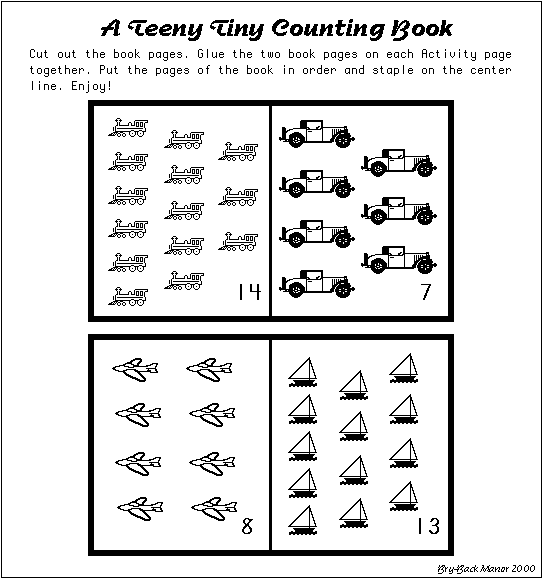 A Teeny Tiny Counting Book
Cut out the book pages. Glue the two book pages on each Activity page
together. Put the pages of the book in order and staple on the center
line. Enjoy!
14
7
8
13
Bry-Back Manor 2000